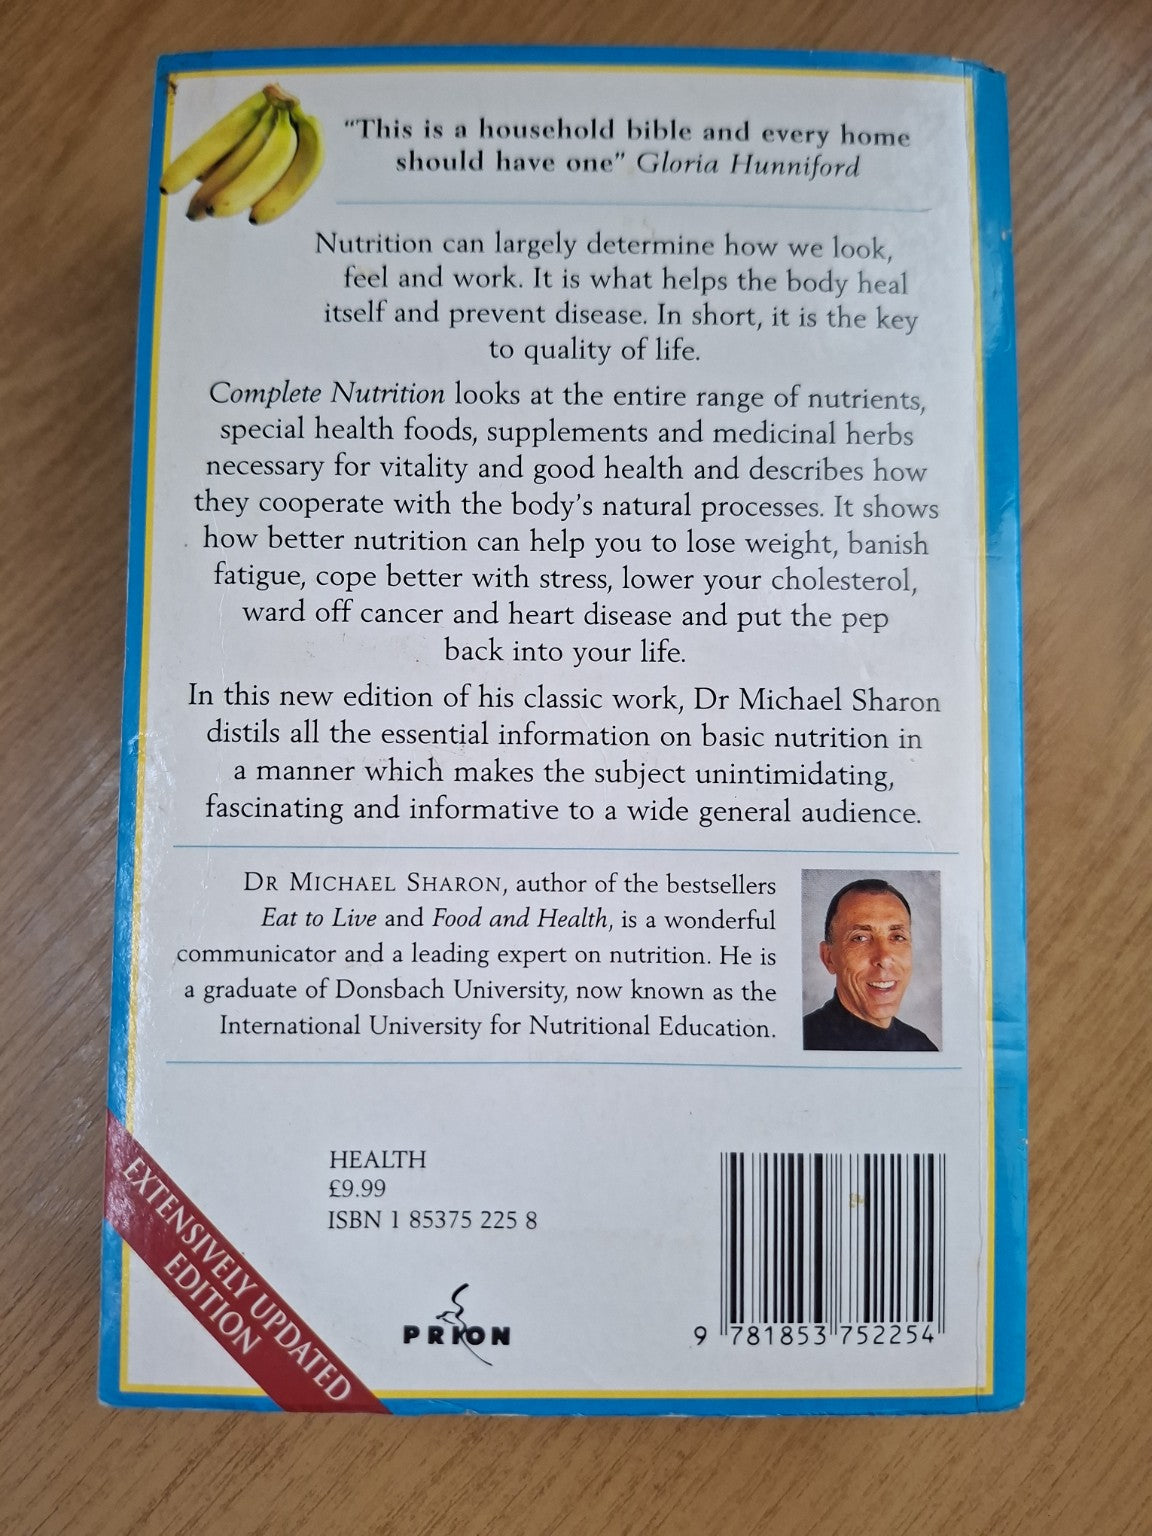 "This is a household bible and every home
should have one" Gloria Hunniford
Nutrition can largely determine how we look,
feel and work. It is what helps the body heal
itself and prevent disease. In short, it is the key
to quality of life.
Complete Nutrition looks at the entire range of nutrients,
special health foods, supplements and medicinal herbs
necessary for vitality and good health and describes how
they cooperate with the body's natural processes. It shows
how better nutrition can help you to lose weight, banish
fatigue, cope better with stress, lower your cholesterol,
ward off cancer and heart disease and put the pep
back into your life.
In this new edition of his classic work, Dr Michael Sharon
distils all the essential information on basic nutrition in
a manner which makes the subject unintimidating,
fascinating and informative to a wide general audience.
DR MICHAEL SHARON, author of the bestsellers
Eat to Live and Food and Health, is a wonderful
communicator and a leading expert on nutrition. He is
a graduate of Donsbach University, now known as the
International University for Nutritional Education.
EXTENSIVELY UPDATED
EDITION
HEALTH
£9.99
ISBN 1 85375 225 8
PRION
9 781853 752254